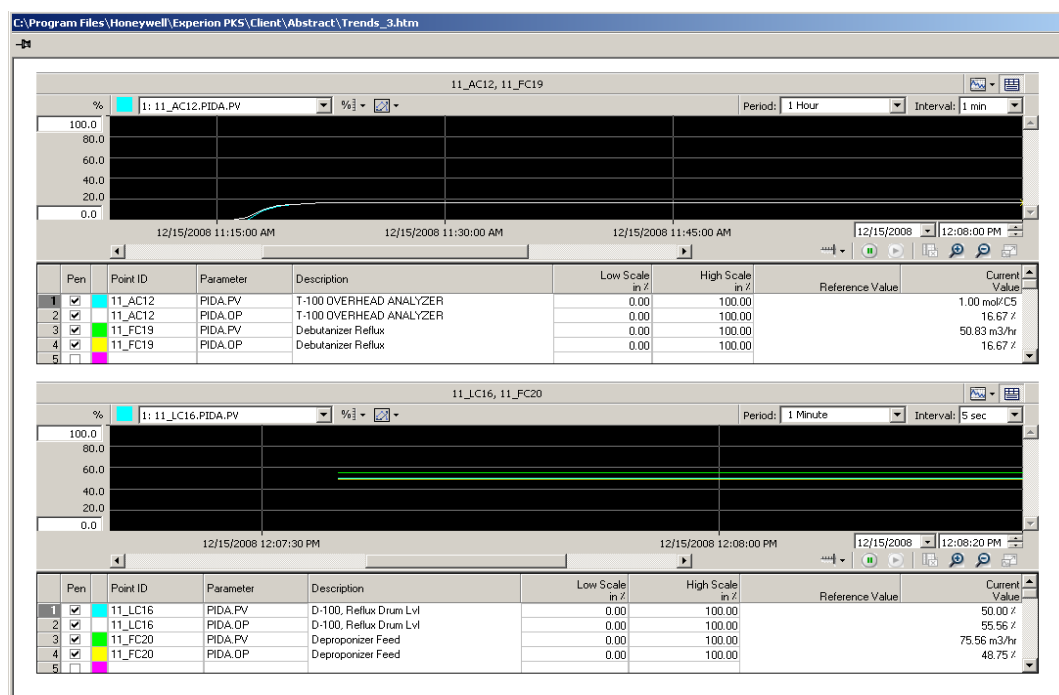 C:\Program Files\Honeywell\Experion PKS\Client\Abstract\Trends_3.htm
11_AC12, 11_FC19
% 1: 11_AC12.PIDA.PV % Period: 1 Hour Interval: 1 min
100.0
80.0
60.0
40.0
20.0
0.0
12/15/2008 11:15:00 AM 12/15/2008 11:30:00 AM 12/15/2008 11:45:00 AM 12/15/2008 12:08:00 PM
Pen Point ID Parameter Description Low Scale in % High Scale in % Reference Value Current Value
1 11_AC12 PIDA.PV T-100 OVERHEAD ANALYZER 0.00 100.00 1.00 mol%C5
2 11_AC12 PIDA.OP T-100 OVERHEAD ANALYZER 0.00 100.00 16.67 %
3 11_FC19 PIDA.PV Debutanizer Reflux 0.00 100.00 50.83 m3/hr
4 11_FC19 PIDA.OP Debutanizer Reflux 0.00 100.00 16.67 %
5
11_LC16, 11_FC20
% 1: 11_LC16.PIDA.PV % Period: 1 Minute Interval: 5 sec
100.0
80.0
60.0
40.0
20.0
0.0
12/15/2008 12:07:30 PM 12/15/2008 12:08:00 PM 12/15/2008 12:08:20 PM
Pen Point ID Parameter Description Low Scale in % High Scale in % Reference Value Current Value
1 11_LC16 PIDA.PV D-100, Reflux Drum Lvl 0.00 100.00 50.00 %
2 11_LC16 PIDA.OP D-100, Reflux Drum Lvl 0.00 100.00 55.56 %
3 11_FC20 PIDA.PV Deproponizer Feed 0.00 100.00 75.56 m3/hr
4 11_FC20 PIDA.OP Deproponizer Feed 0.00 100.00 48.75 %
5